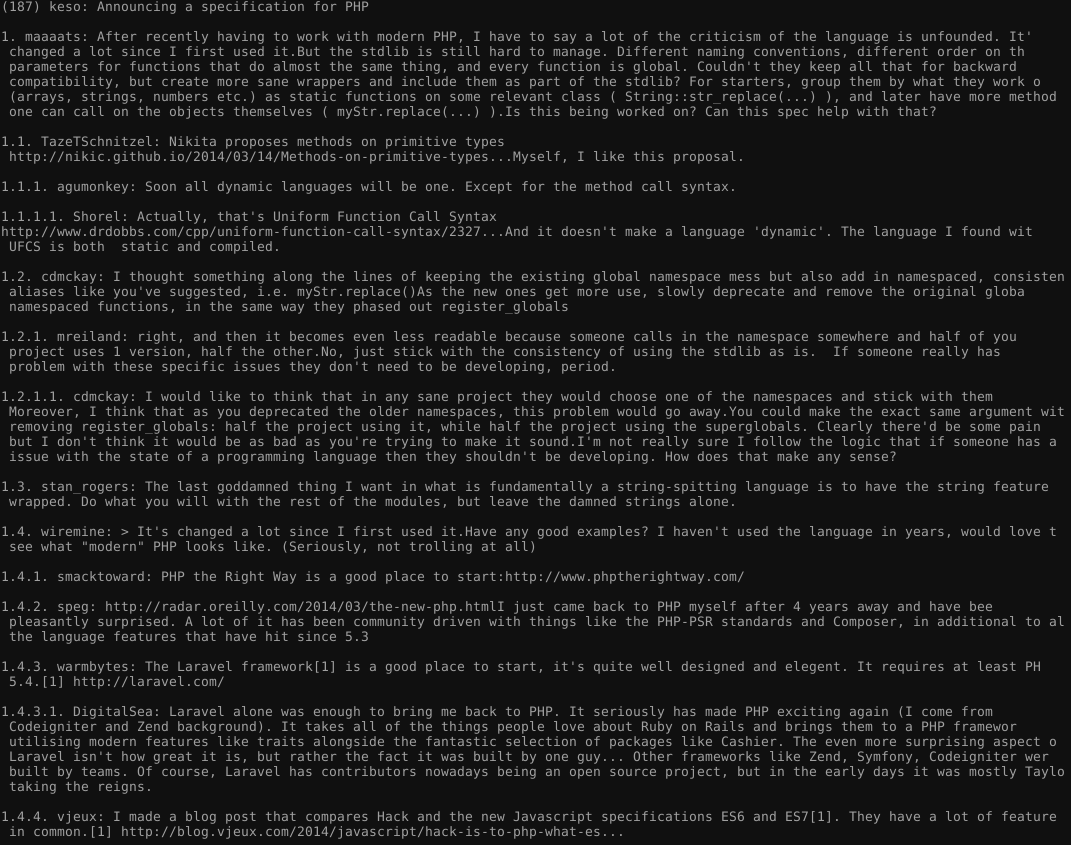 (187) keso: Announcing a specification for PHP
1. maaaats: After recently having to work with modern PHP, I have to say a lot of the criticism of the language is unfounded. It'
changed a lot since I first used it.But the stdlib is still hard to manage. Different naming conventions, different order on th
parameters for functions that do almost the same thing, and every function is global. Couldn't they keep all that for backward
compatibility, but create more sane wrappers and include them as part of the stdlib? For starters, group them by what they work o
(arrays, strings, numbers etc.) as static functions on some relevant class ( String::str_replace(...) ), and later have more method
one can call on the objects themselves ( myStr.replace(...) ).Is this being worked on? Can this spec help with that?
1.1. TazeTSchnitzel: Nikita proposes methods on primitive types
http://nikic.github.io/2014/03/14/Methods-on-primitive-types...Myself, I like this proposal.
1.1.1. agumonkey: Soon all dynamic languages will be one. Except for the method call syntax.
1.1.1.1. Shorel: Actually, that's Uniform Function Call Syntax
http://www.drdobbs.com/cpp/uniform-function-call-syntax/2327...And it doesn't make a language 'dynamic'. The language I found wit
UFCS is both  static and compiled.
1.2. cdmckay: I thought something along the lines of keeping the existing global namespace mess but also add in namespaced, consisten
aliases like you've suggested, i.e. myStr.replace()As the new ones get more use, slowly deprecate and remove the original globa
namespaced functions, in the same way they phased out register_globals
1.2.1. mreiland: right, and then it becomes even less readable because someone calls in the namespace somewhere and half of you
project uses 1 version, half the other.No, just stick with the consistency of using the stdlib as is.  If someone really has
problem with these specific issues they don't need to be developing, period.
1.2.1.1. cdmckay: I would like to think that in any sane project they would choose one of the namespaces and stick with them
Moreover, I think that as you deprecated the older namespaces, this problem would go away.You could make the exact same argument wit
removing register_globals: half the project using it, while half the project using the superglobals. Clearly there'd be some pain
but I don't think it would be as bad as you're trying to make it sound.I'm not really sure I follow the logic that if someone has a
issue with the state of a programming language then they shouldn't be developing. How does that make any sense?
1.3. stan_rogers: The last goddamned thing I want in what is fundamentally a string-spitting language is to have the string feature
wrapped. Do what you will with the rest of the modules, but leave the damned strings alone.
1.4. wiremine: > It's changed a lot since I first used it.Have any good examples? I haven't used the language in years, would love t
see what "modern" PHP looks like. (Seriously, not trolling at all)
1.4.1. smacktoward: PHP the Right Way is a good place to start:http://www.phptherightway.com/
1.4.2. speg: http://radar.oreilly.com/2014/03/the-new-php.htmlI just came back to PHP myself after 4 years away and have bee
pleasantly surprised. A lot of it has been community driven with things like the PHP-PSR standards and Composer, in additional to al
the language features that have hit since 5.3
1.4.3. warmbytes: The Laravel framework[1] is a good place to start, it's quite well designed and elegent. It requires at least PH
5.4.[1] http://laravel.com/
1.4.3.1. DigitalSea: Laravel alone was enough to bring me back to PHP. It seriously has made PHP exciting again (I come from
Codeigniter and Zend background). It takes all of the things people love about Ruby on Rails and brings them to a PHP framewor
utilising modern features like traits alongside the fantastic selection of packages like Cashier. The even more surprising aspect o
Laravel isn't how great it is, but rather the fact it was built by one guy... Other frameworks like Zend, Symfony, Codeigniter wer
built by teams. Of course, Laravel has contributors nowadays being an open source project, but in the early days it was mostly Taylo
taking the reigns.
1.4.4. vjeux: I made a blog post that compares Hack and the new Javascript specifications ES6 and ES7[1]. They have a lot of feature
in common.[1] http://blog.vjeux.com/2014/javascript/hack-is-to-php-what-es...